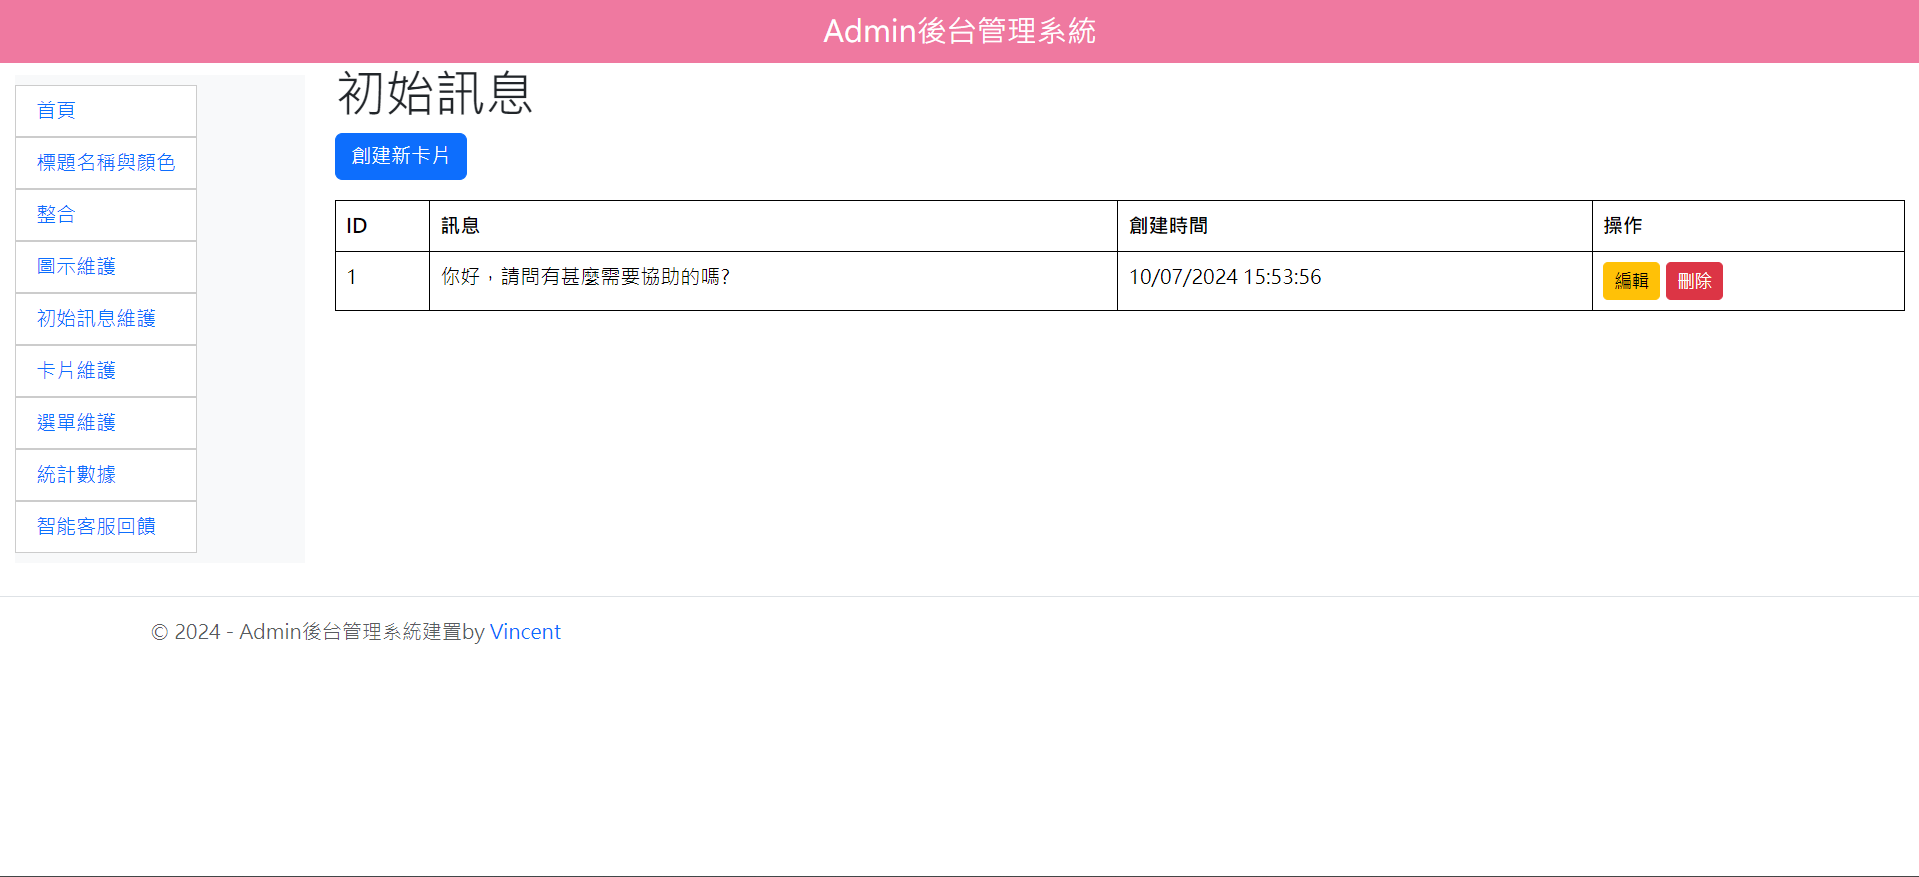 Admin後台管理系統
首頁
標題名稱與顏色
整合
圖示維護
初始訊息維護
卡片維護
選單維護
統計數據
智能客服回饋
初始訊息
創建新卡片
ID 訊息 創建時間 操作
1 你好，請問有甚麼需要協助的嗎? 10/07/2024 15:53:56 編輯 刪除
© 2024 - Admin後台管理系統建置by Vincent